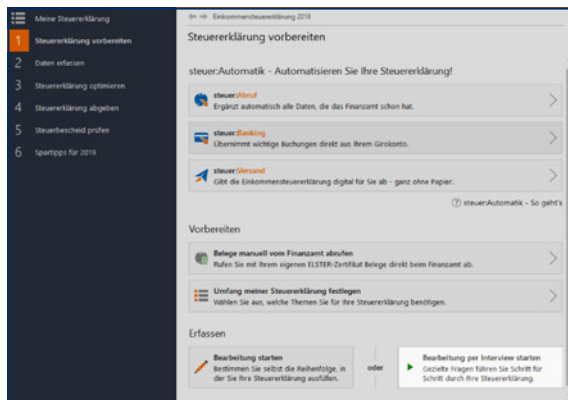 Meine Steuererklärung
1 Steuererklärung vorbereiten
2 Daten erfassen
3 Steuererklärung optimieren
4 Steuererklärung abgeben
5 Steuerbescheid prüfen
6 Spartipps für 2019
Einkommensteuererklärung 2018
Steuererklärung vorbereiten
steuer:Automatik - Automatisieren Sie Ihre Steuererklärung!
steuer:Abruf
Ergänzt automatisch alle Daten, die das Finanzamt schon hat.
steuer:Banking
Übernimmt wichtige Buchungen direkt aus Ihrem Girokonto.
steuer:Versand
Gibt die Einkommensteuererklärung digital für Sie ab - ganz ohne Papier.
? steuer:Automatik - So geht's
Vorbereiten
Belege manuell vom Finanzamt abrufen
Rufen Sie mit Ihrem eigenen ELSTER-Zertifikat Belege direkt beim Finanzamt ab.
Umfang meiner Steuererklärung festlegen
Wählen Sie aus, welche Themen Sie für Ihre Steuererklärung benötigen.
Erfassen
Bearbeitung starten
Bestimmen Sie selbst die Reihenfolge, in
der Sie Ihre Steuererklärung ausfüllen.
oder
Bearbeitung per Interview starten
Gezielte Fragen führen Sie Schritt für
Schritt durch Ihre Steuererklärung.